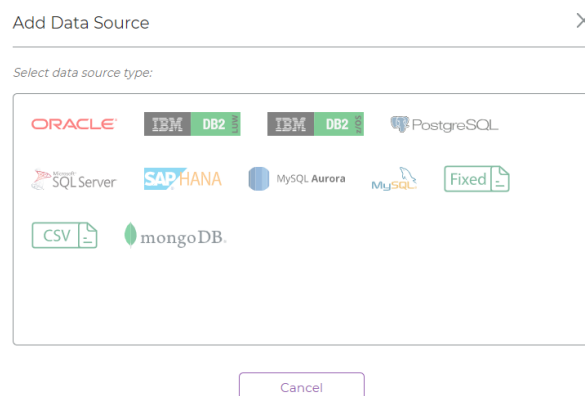 Add Data Source
Select data source type:
ORACLE IBM DB2 LUW IBM DB2 z/OS PostgreSQL
Microsoft SQL Server SAP HANA MySQL Aurora MySQL Fixed
CSV mongoDB
Cancel